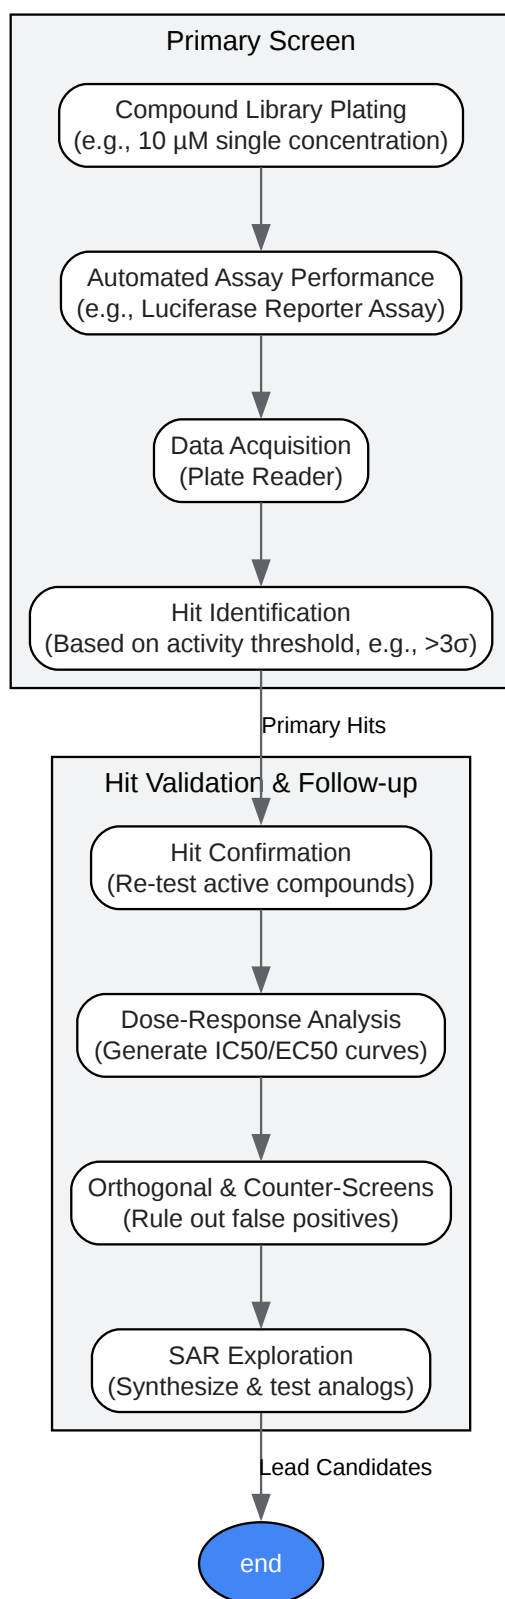 Primary Screen
Compound Library Plating
(e.g., 10 µM single concentration)
Automated Assay Performance
(e.g., Luciferase Reporter Assay)
Data Acquisition
(Plate Reader)
Hit Identification
(Based on activity threshold, e.g., >3σ)
Primary Hits
Hit Validation & Follow-up
Hit Confirmation
(Re-test active compounds)
Dose-Response Analysis
(Generate IC50/EC50 curves)
Orthogonal & Counter-Screens
(Rule out false positives)
SAR Exploration
(Synthesize & test analogs)
Lead Candidates
end